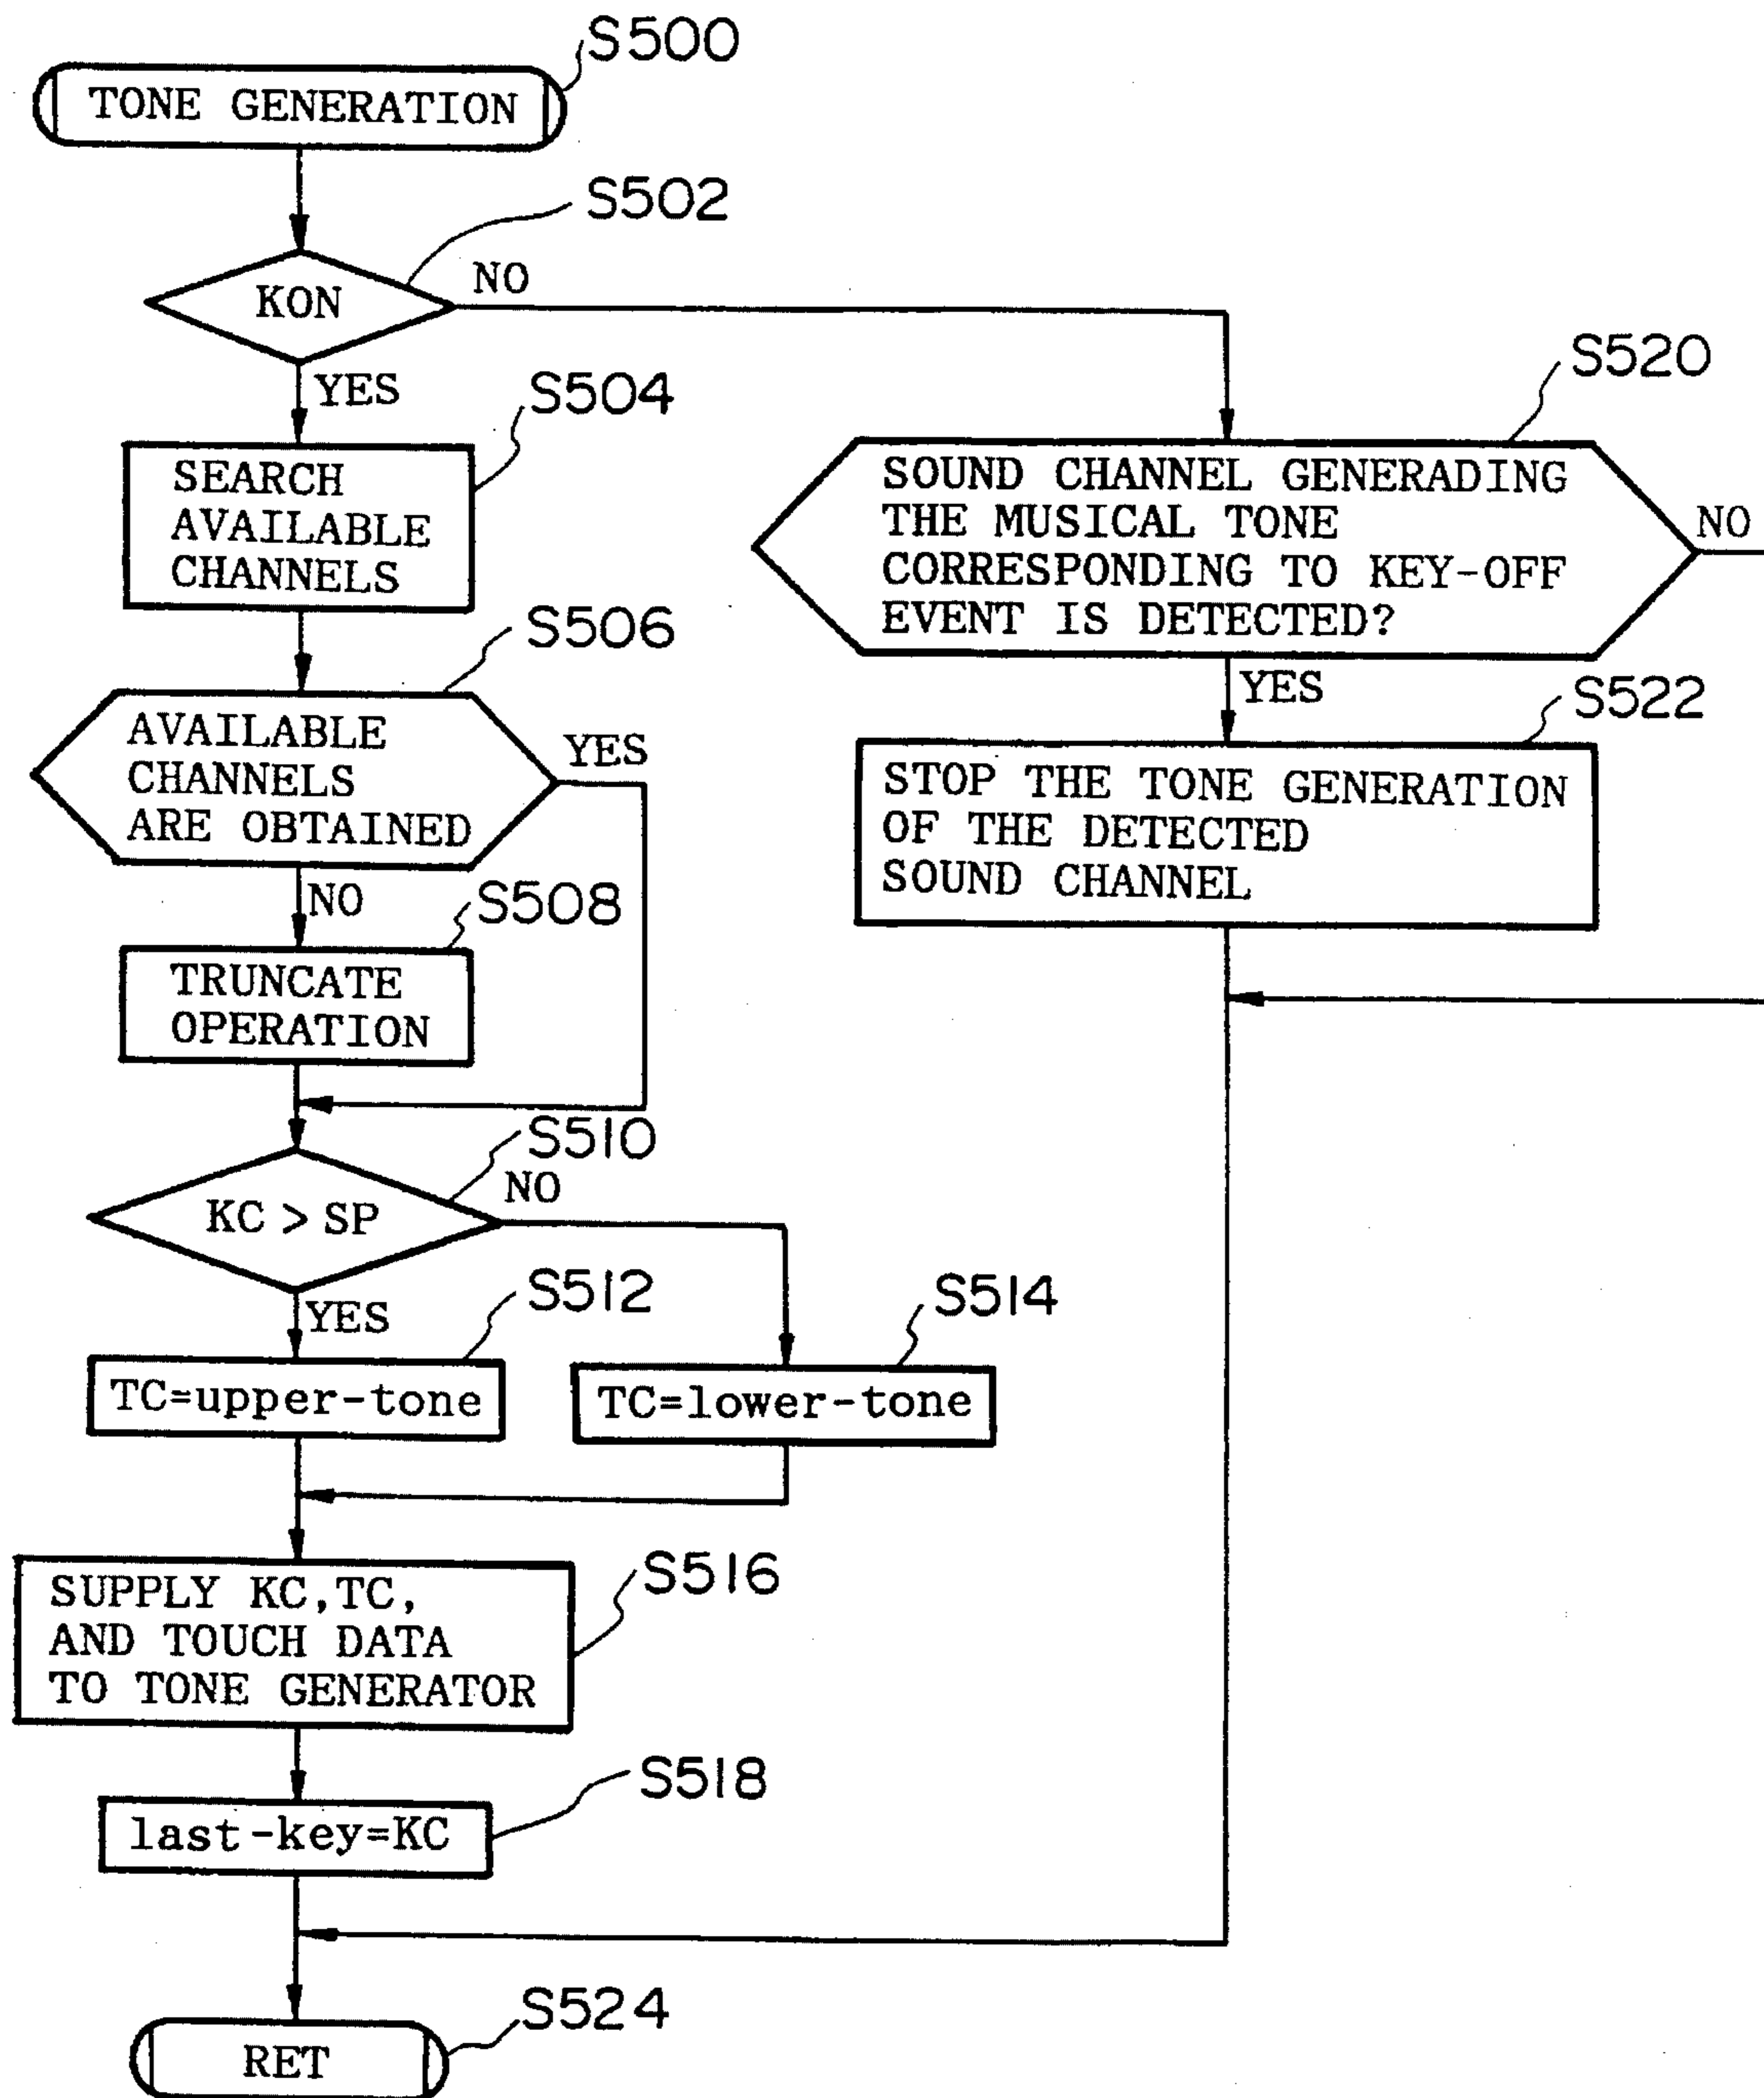 S500
TONE GENERATION
S502
KON
NO
YES
S504
SEARCH
AVAILABLE
CHANNELS
S506
AVAILABLE
CHANNELS
ARE OBTAINED
YES
NO
S508
TRUNCATE
OPERATION
S510
KC > SP
NO
YES
S512
TC=upper-tone
S514
TC=lower-tone
S516
SUPPLY KC,TC,
AND TOUCH DATA
TO TONE GENERATOR
S518
last-key=KC
S520
SOUND CHANNEL GENERADING
THE MUSICAL TONE
CORRESPONDING TO KEY-OFF
EVENT IS DETECTED?
NO
YES
S522
STOP THE TONE GENERATION
OF THE DETECTED
SOUND CHANNEL
S524
RET